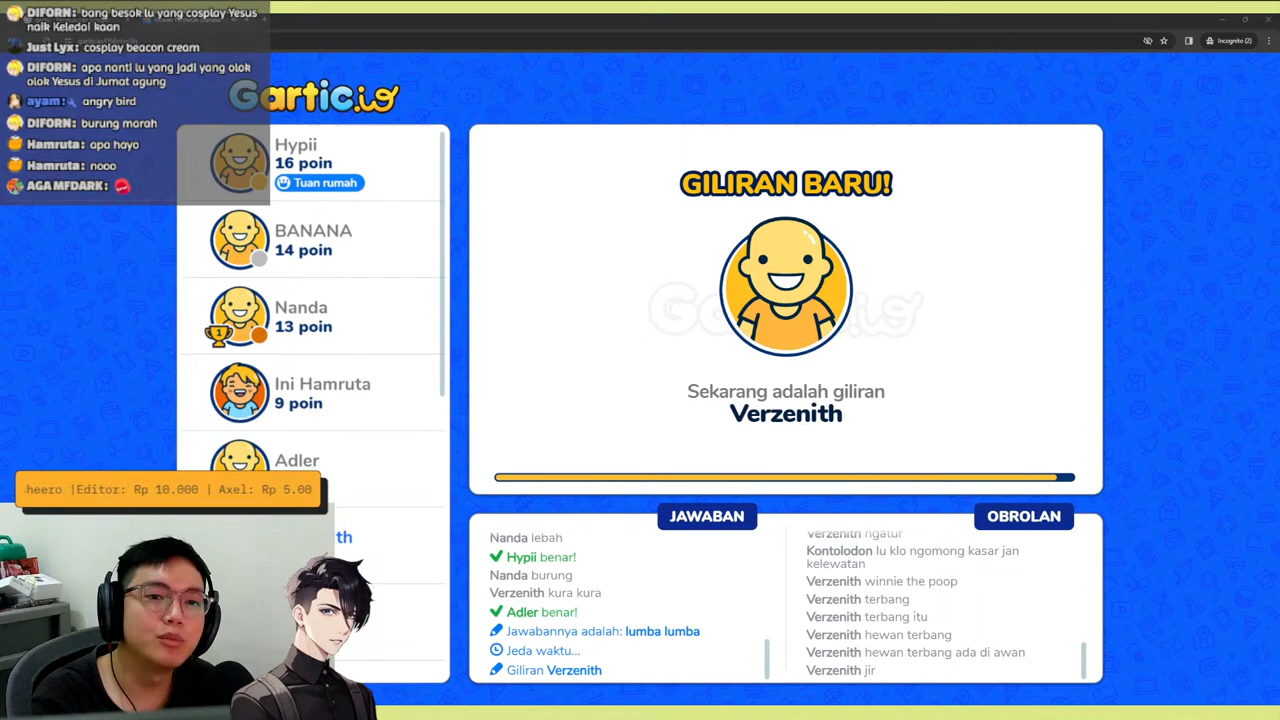 DIFORN: bang besok lu yang cosplay Yesus
naik Keledai kaan
Just Lyx: cosplay beacon cream
DIFORN: apa nanti lu yang jadi yang olok
olok Yesus di Jumat agung
ayam: angry bird
DIFORN: burung marah
Hamruta: apa hayo
Hamruta: nooo
AGA MFDARK:
Incognito (2)
Gartic.io
Hypii
16 poin
Tuan rumah
BANANA
14 poin
Nanda
1
13 poin
Ini Hamruta
9 poin
Adler
th
heero |Editor: Rp 10.000 | Axel: Rp 5.00
GILIRAN BARU!
Sekarang adalah giliran
Verzenith
JAWABAN
Nanda lebah
Hypii benar!
Nanda burung
Verzenith kura kura
Adler benar!
Jawabannya adalah: lumba lumba
Jeda waktu...
Giliran Verzenith
OBROLAN
Verzenith ngatur
Kontolodon lu klo ngomong kasar jan
kelewatan
Verzenith winnie the poop
Verzenith terbang
Verzenith terbang itu
Verzenith hewan terbang
Verzenith hewan terbang ada di awan
Verzenith jir